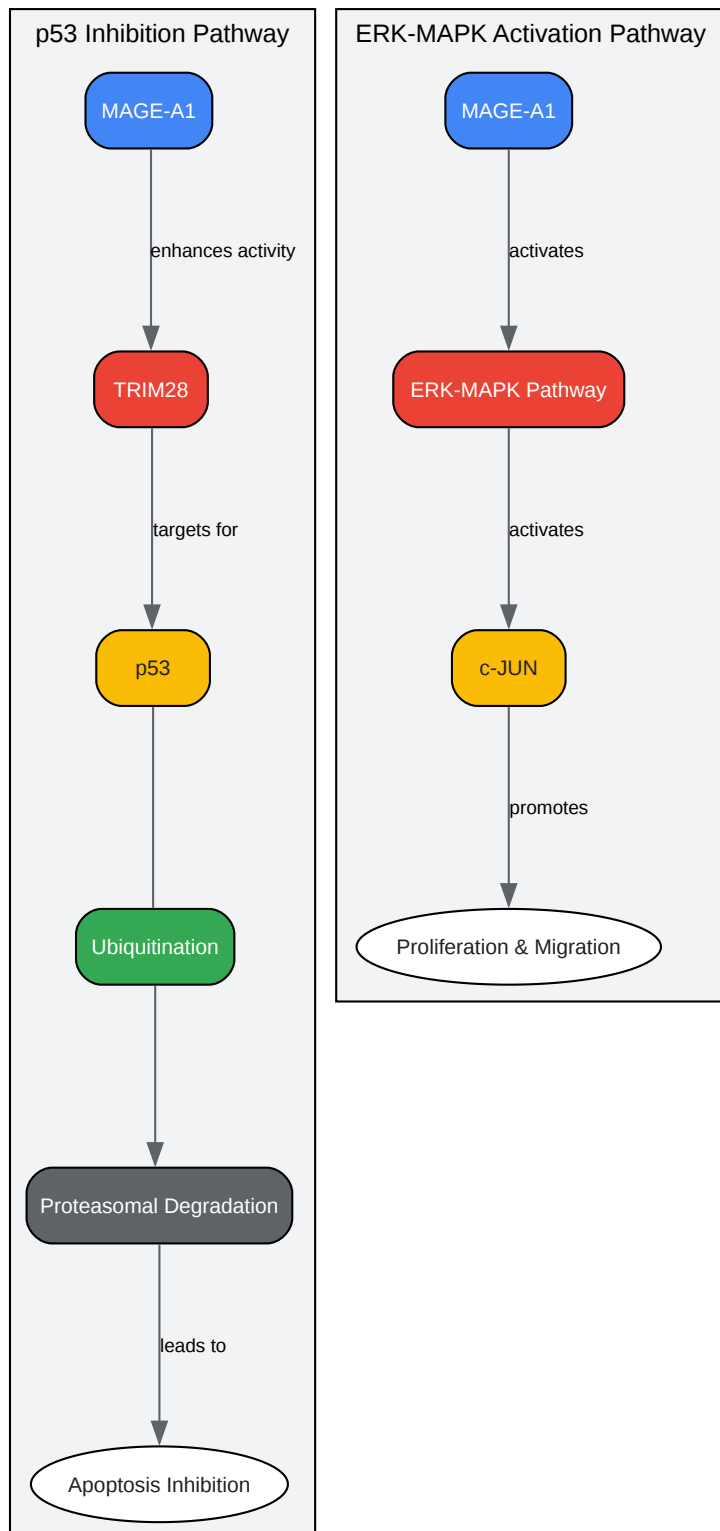 p53 Inhibition Pathway
MAGE-A1
enhances activity
TRIM28
targets for
p53
Ubiquitination
Proteasomal Degradation
leads to
Apoptosis Inhibition
ERK-MAPK Activation Pathway
MAGE-A1
activates
ERK-MAPK Pathway
activates
c-JUN
promotes
Proliferation & Migration